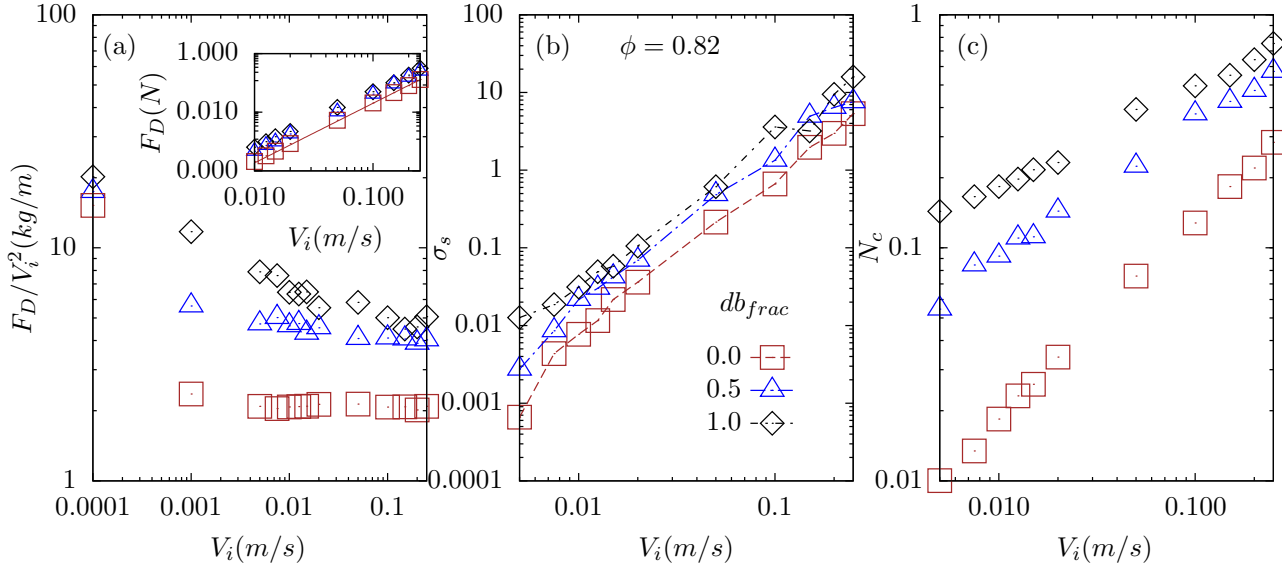 (a)
100
10
1
F_D/V_i^2(kg/m)
0.0001 0.001 0.01 0.1
V_i(m/s)
1.000
0.010
0.000
F_D(N)
0.010 0.100
V_i(m/s)
(b)
ϕ = 0.82
100
10
1
0.1
0.01
0.001
0.0001
σ_s
0.01 0.1
V_i(m/s)
db_{frac}
0.0
0.5
1.0
(c)
1
0.1
0.01
N_c
0.010 0.100
V_i(m/s)